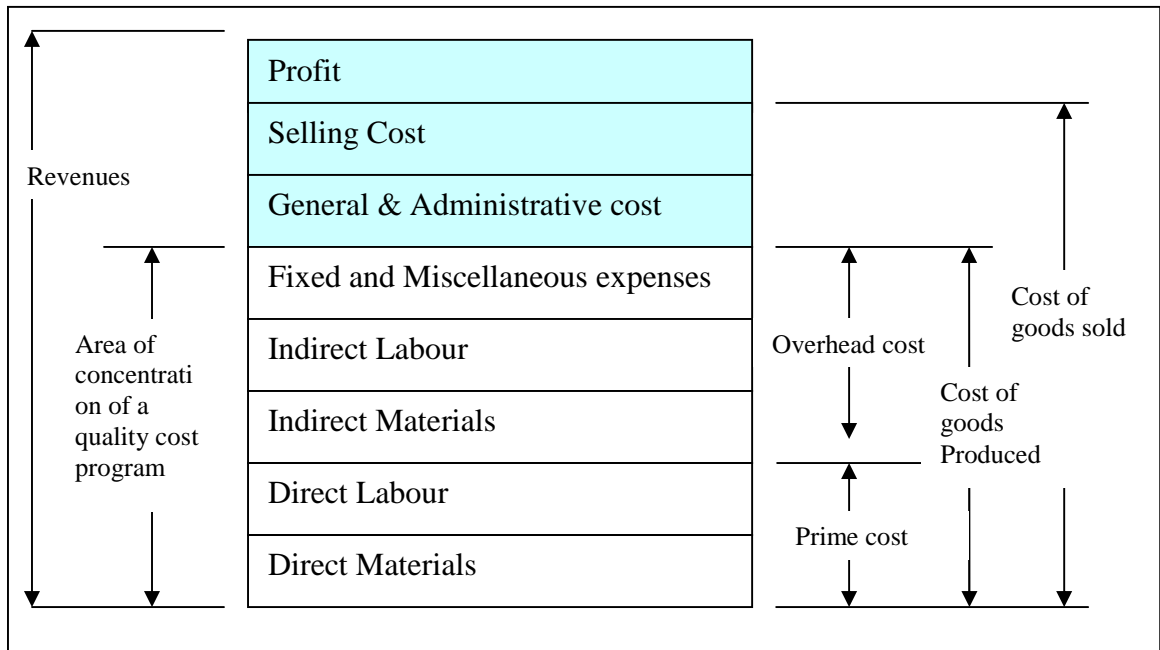 Profit
Selling Cost
Revenues
General & Administrative cost
Fixed and Miscellaneous expenses
Area of
concentrati
on of a
quality cost
program
Indirect Labour
Indirect Materials
Direct Labour
Direct Materials
Overhead cost
Prime cost
Cost of
goods
Produced
Cost of
goods sold